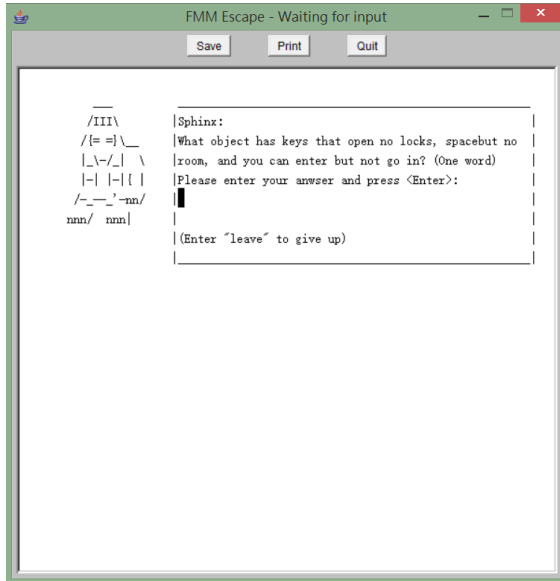 FMM Escape - Waiting for input
Save Print Quit
Sphinx:
What object has keys that open no locks, spacebut no
room, and you can enter but not go in? (One word)
Please enter your anwser and press <Enter>:
(Enter "leave" to give up)